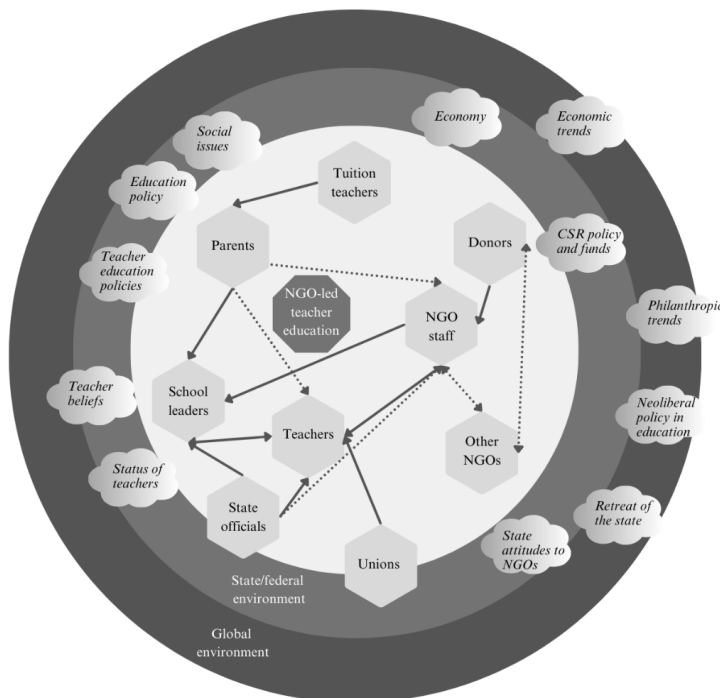 Economy
Economic
trends
Social
issues
Education
policy
Tuition
teachers
Parents
Donors
CSR policy
and funds
Teacher
education
policies
NGO-led
teacher
education
NGO
staff
Philanthropic
trends
Teacher
beliefs
School
leaders
Teachers
Other
NGOs
Neoliberal
policy in
education
Status of
teachers
State
officials
Unions
State
attitudes to
NGOs
Retreat of
the state
State/federal
environment
Global
environment